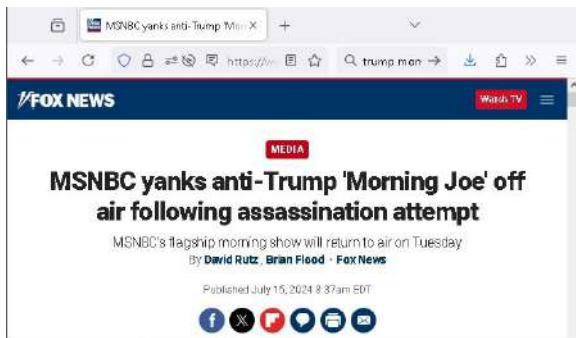 MSNBC yanks anti-Trump 'Mor
https://
trump mon
FOX NEWS
Watch TV
MEDIA
MSNBC yanks anti-Trump 'Morning Joe' off
air following assassination attempt
MSNBC's flagship morning show will return to air on Tuesday
By David Rutz, Brian Flood · Fox News
Published July 15, 2024 8:37am EDT